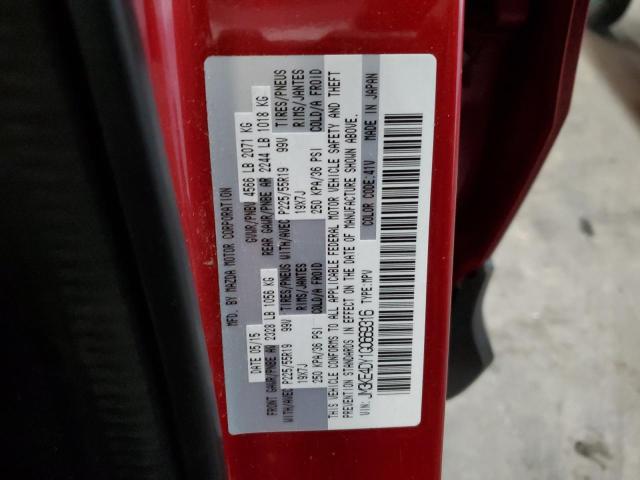 MFD. BY MAZDA MOTOR CORPORATION
DATE 05/15 GVWR/PNBV 4566 LB 2071 KG
FRONT GAWR/PNBE AV 2328 LB 1056 KG REAR GAWR/PNBE AR 2244 LB 1018 KG
TIRES/PNEUS TIRES/PNEUS
WITH/AVEC P225/55R19 99V WITH/AVEC P225/55R19 99V
RIMS/JANTES RIMS/JANTES
19X7J 19X7J
COLD/A FROID COLD/A FROID
250 KPA/36 PSI 250 KPA/36 PSI
THIS VEHICLE CONFORMS TO ALL APPLICABLE FEDERAL MOTOR VEHICLE SAFETY AND THEFT
PREVENTION STANDARDS IN EFFECT ON THE DATE OF MANUFACTURE SHOWN ABOVE.
VIN: JM3KE4DY1G0669316 TYPE: MPV COLOR CODE: 41V MADE IN JAPAN